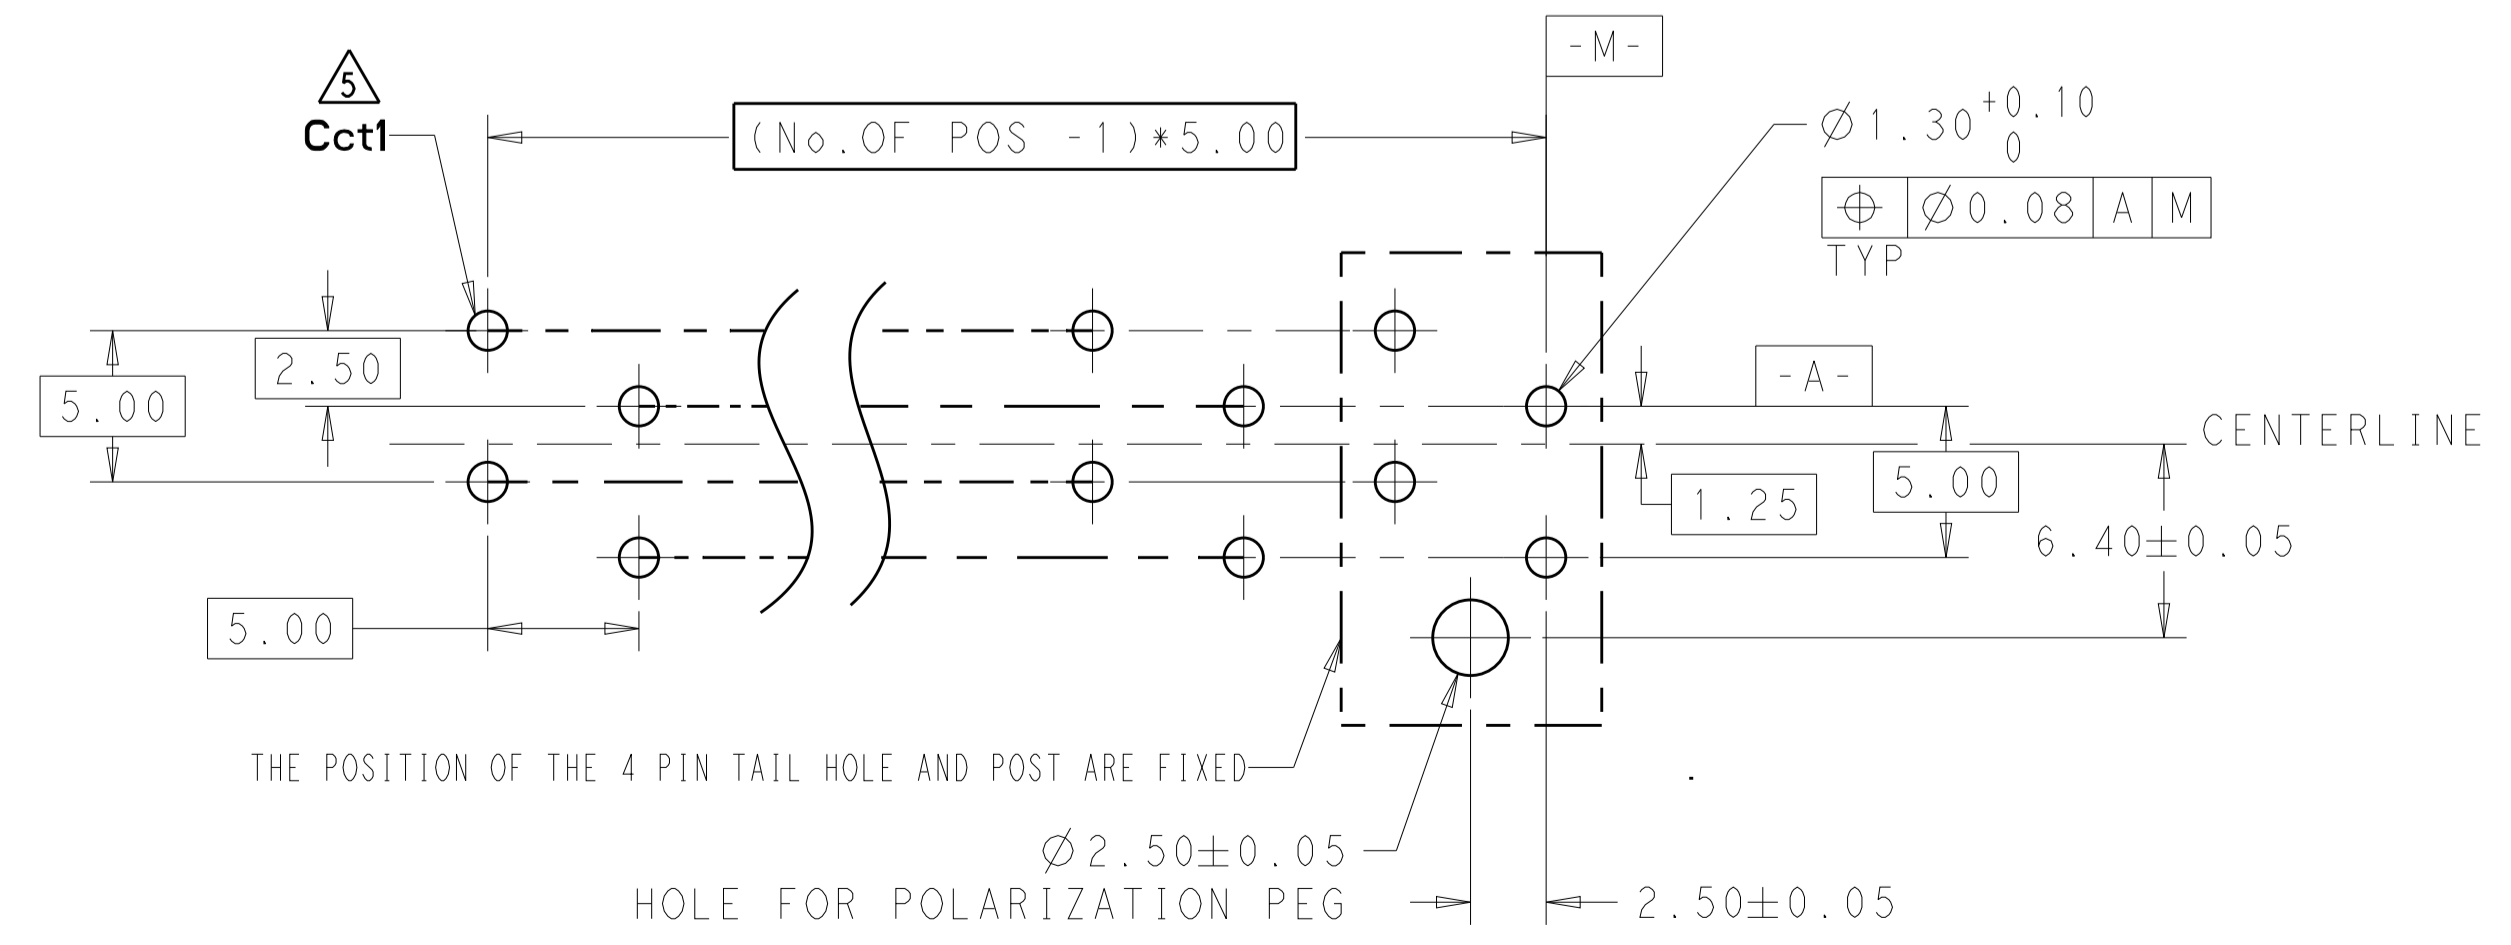 -M-
5
Cct1
(No.OF POS -1)*5.00
Ø1.30 +0.10
0
⌖ Ø0.08 A M
TYP
2.50
5.00
-A-
CENTERLINE
5.00
1.25
6.40±0.05
5.00
THE POSITION OF THE 4 PIN TAIL HOLE AND POST ARE FIXED
Ø2.50±0.05
HOLE FOR POLARIZATION PEG
2.50±0.05